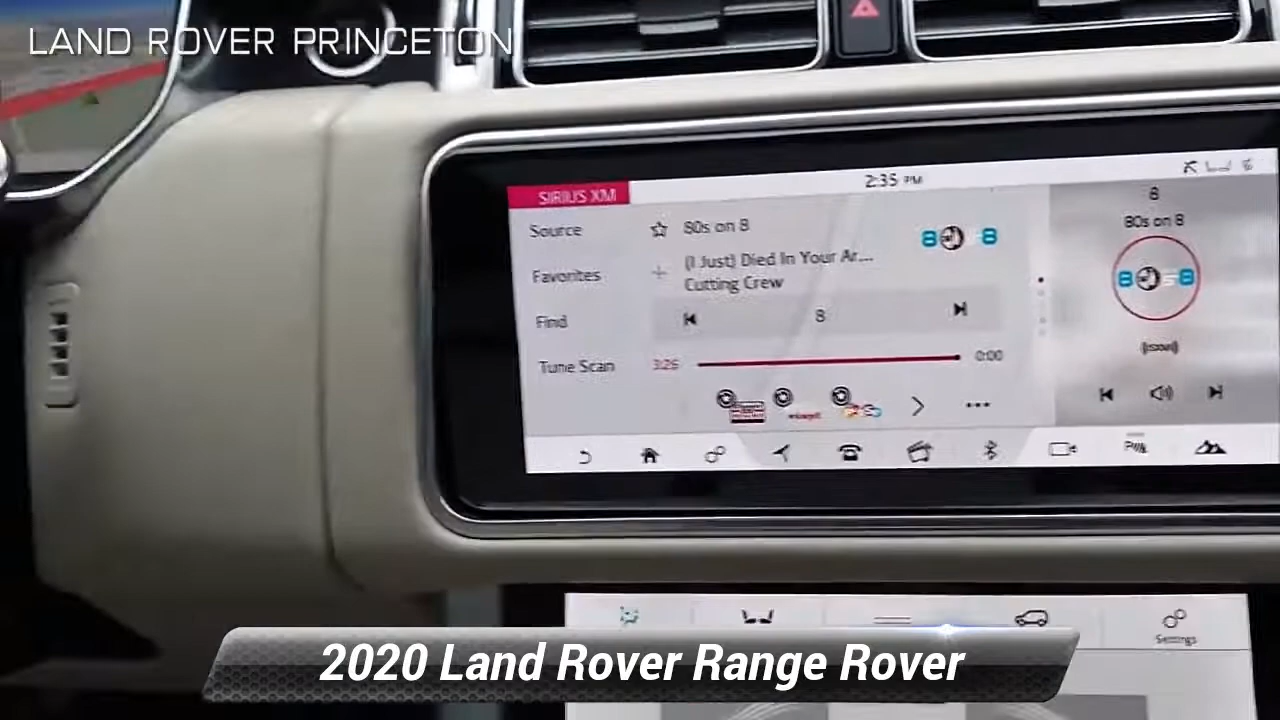 LAND ROVER PRINCETON
SIRIUS XM
2:35 PM
Source
80s on 8
Favorites
(I Just) Died In Your Ar...
Cutting Crew
Find
8
Tune Scan
3:26
0:00
8
80s on 8
(((SXM)))
Settings
2020 Land Rover Range Rover